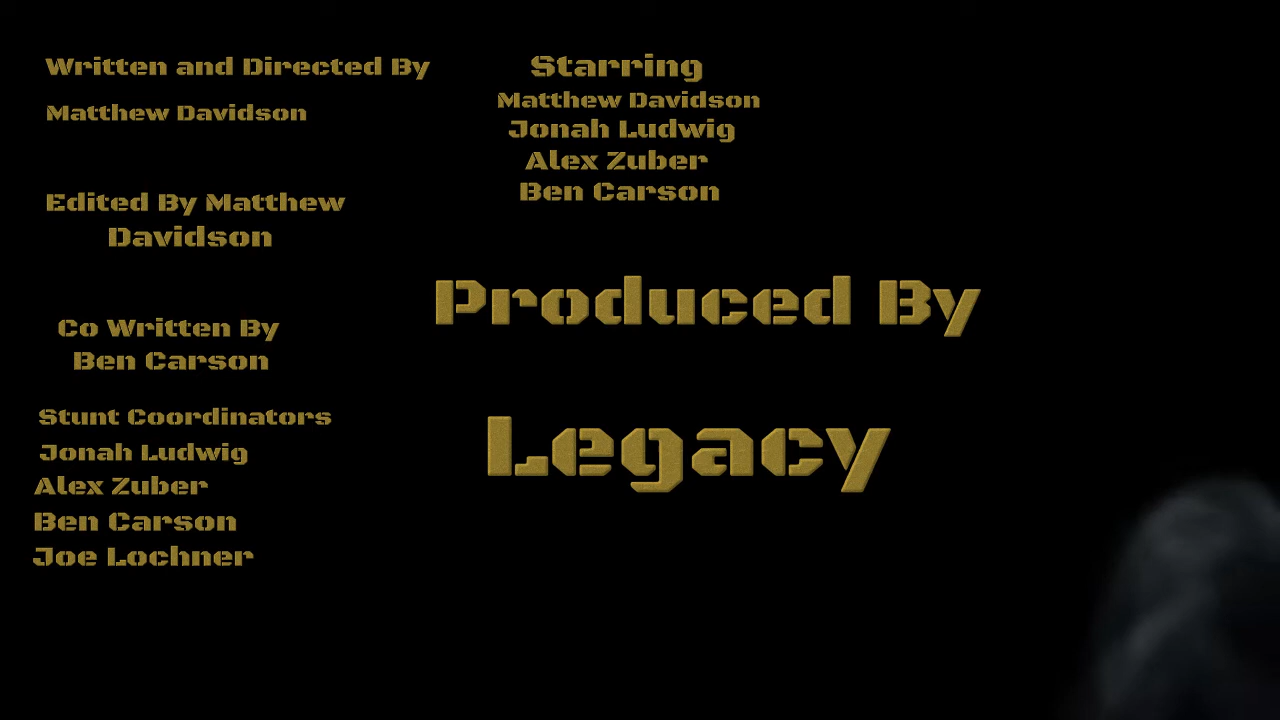 Written and Directed By
Matthew Davidson
Edited By Matthew
Davidson
Co Written By
Ben Carson
Stunt Coordinators
Jonah Ludwig
Alex Zuber
Ben Carson
Joe Lochner
Starring
Matthew Davidson
Jonah Ludwig
Alex Zuber
Ben Carson
Produced By
Legacy